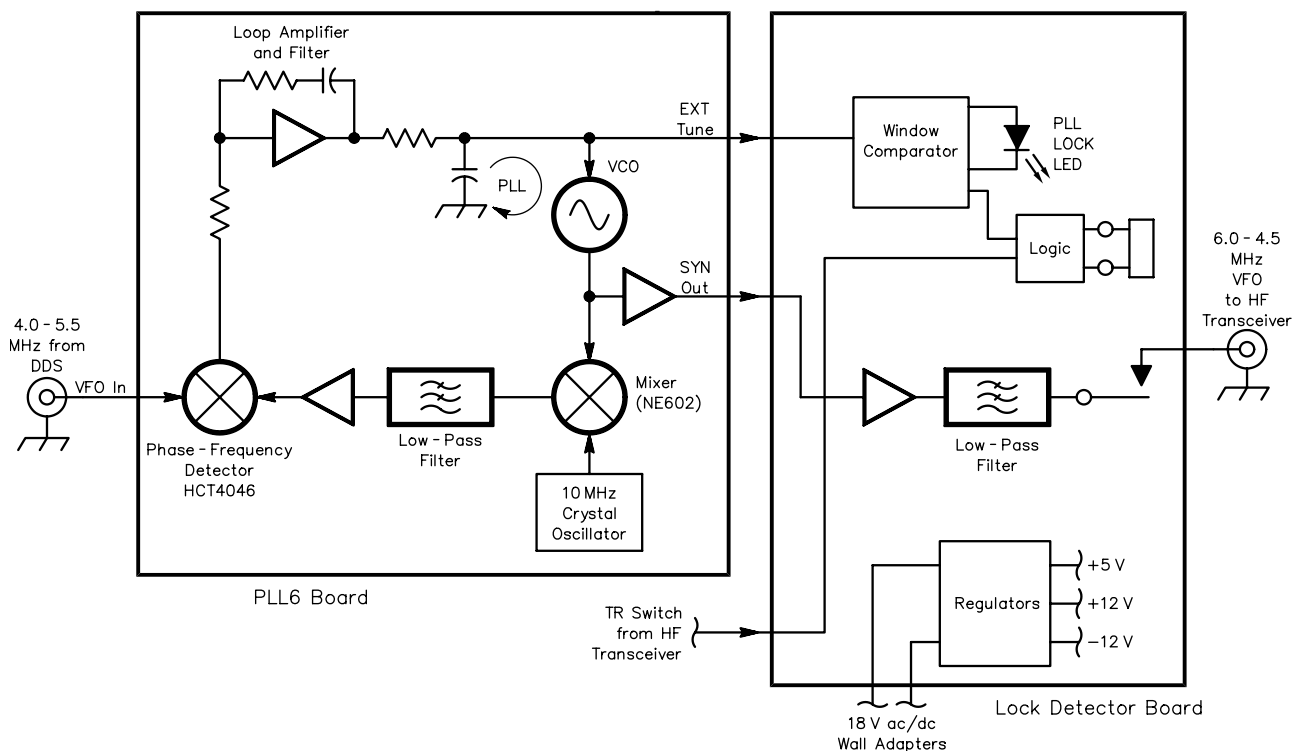 Loop Amplifier
and Filter
EXT
Tune
Window
Comparator
PLL
LOCK
LED
VCO
PLL
Logic
6.0-4.5
MHz
VFO
to HF
Transceiver
SYN
Out
4.0-5.5
MHz from
DDS
VFO In
Mixer
(NE602)
Phase-Frequency
Detector
HCT4046
Low-Pass
Filter
Low-Pass
Filter
10 MHz
Crystal
Oscillator
PLL6 Board
TR Switch
from HF
Transceiver
Regulators
+5 V
+12 V
-12 V
Lock Detector Board
18 V ac/dc
Wall Adapters